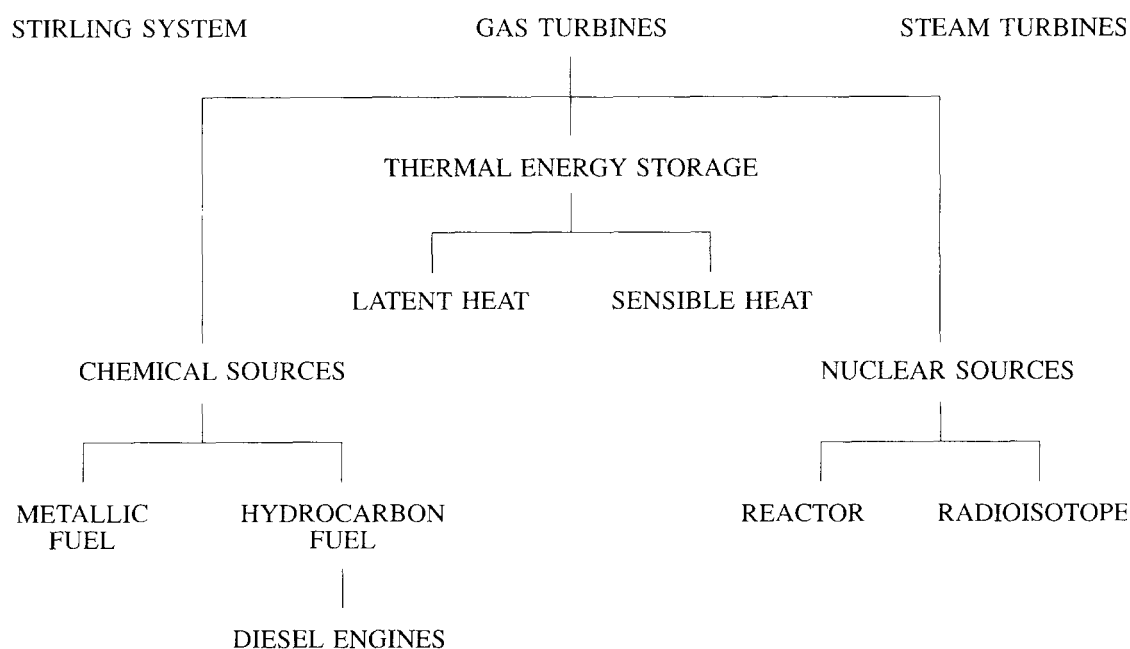 STIRLING SYSTEM GAS TURBINES STEAM TURBINES
THERMAL ENERGY STORAGE
LATENT HEAT SENSIBLE HEAT
CHEMICAL SOURCES NUCLEAR SOURCES
METALLIC FUEL
HYDROCARBON FUEL
REACTOR RADIOISOTOPE
DIESEL ENGINES